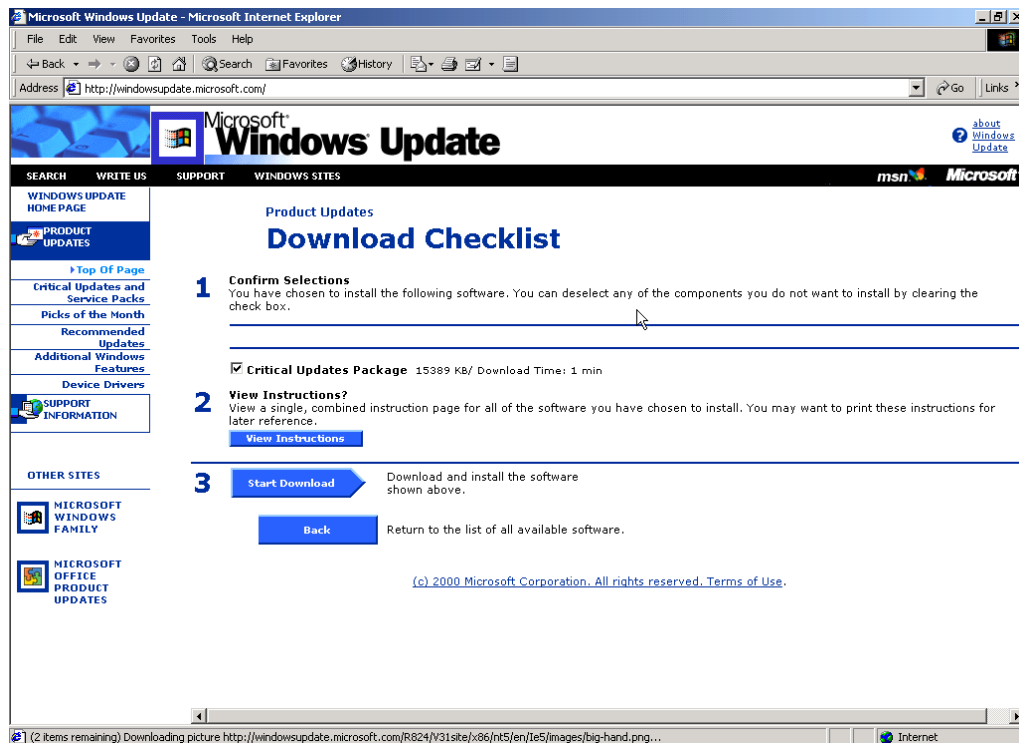 Microsoft Windows Update - Microsoft Internet Explorer
File Edit View Favorites Tools Help
Back Search Favorites History
Address http://windowsupdate.microsoft.com/ Go Links
Microsoft
Windows Update
about
Windows
Update
SEARCH WRITE US SUPPORT WINDOWS SITES msn Microsoft
WINDOWS UPDATE
HOME PAGE
PRODUCT
UPDATES
Top Of Page
Critical Updates and
Service Packs
Picks of the Month
Recommended
Updates
Additional Windows
Features
Device Drivers
SUPPORT
INFORMATION
OTHER SITES
MICROSOFT
WINDOWS
FAMILY
MICROSOFT
OFFICE
PRODUCT
UPDATES
Product Updates
Download Checklist
1 Confirm Selections
You have chosen to install the following software. You can deselect any of the components you do not want to install by clearing the
check box.
Critical Updates Package 15389 KB/ Download Time: 1 min
2 View Instructions?
View a single, combined instruction page for all of the software you have chosen to install. You may want to print these instructions for
later reference.
View Instructions
3 Start Download Download and install the software
shown above.
Back Return to the list of all available software.
(c) 2000 Microsoft Corporation. All rights reserved. Terms of Use.
(2 items remaining) Downloading picture http://windowsupdate.microsoft.com/R824/V31site/x86/nt5/en/Ie5/images/big-hand.png... Internet